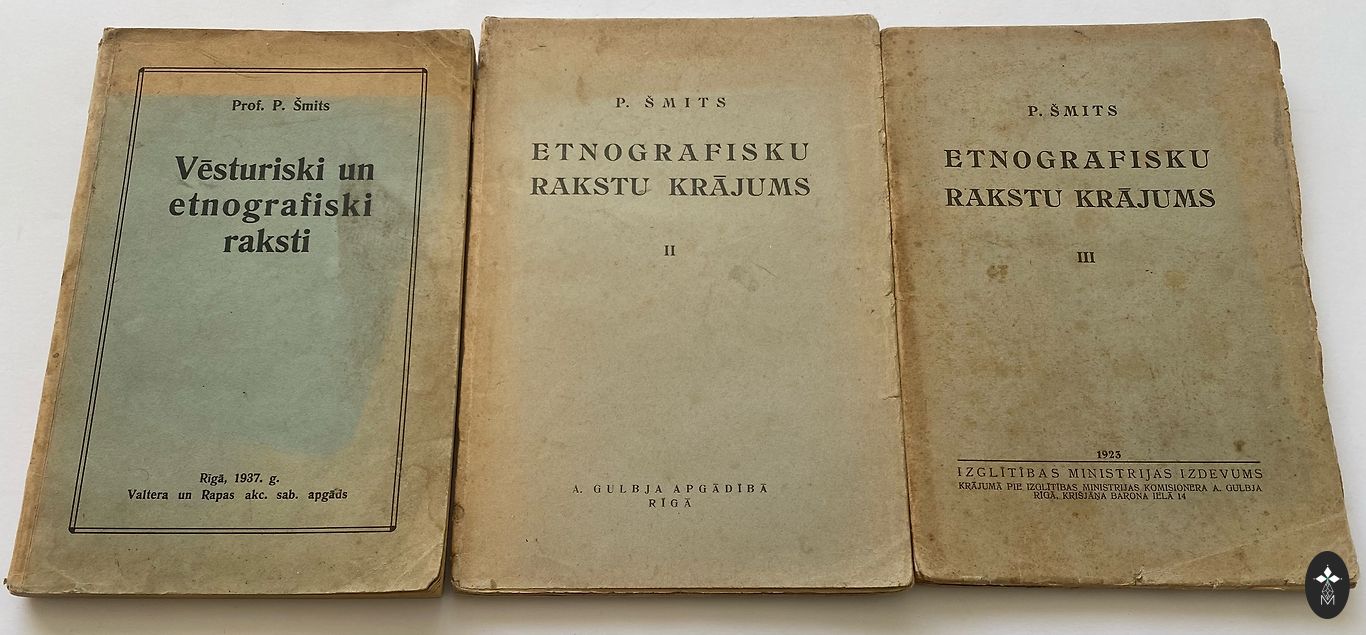 Prof. P. Šmits
Vēsturiski un
etnografiski
raksti
Rīgā, 1937. g.
Valtera un Rapas akc. sab. apgāds
P. ŠMITS
ETNOGRAFISKU
RAKSTU KRĀJUMS
II
A. GULBJA APGĀDĪBĀ
RĪGĀ
P. ŠMITS
ETNOGRAFISKU
RAKSTU KRĀJUMS
III
1923
IZGLĪTĪBAS MINISTRIJAS IZDEVUMS
KRĀJUMĀ PIE IZGLĪTĪBAS MINISTRIJAS KOMISIONERA A. GULBJA
RĪGĀ, KRIŠJĀŅA BARONA IELĀ 14
M